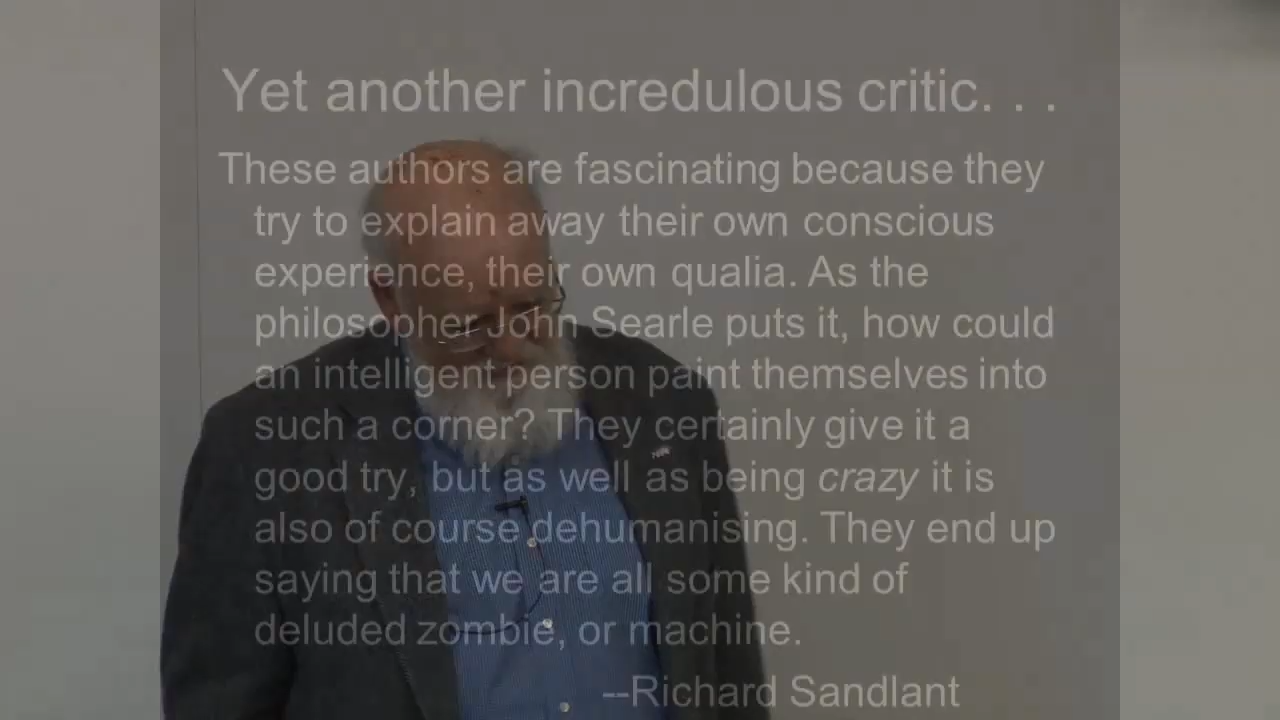 Yet another incredulous critic. . .
These authors are fascinating because they
try to explain away their own conscious
experience, their own qualia. As the
philosopher John Searle puts it, how could
an intelligent person paint themselves into
such a corner? They certainly give it a
good try, but as well as being crazy it is
also of course dehumanising. They end up
saying that we are all some kind of
deluded zombie, or machine.
--Richard Sandlant